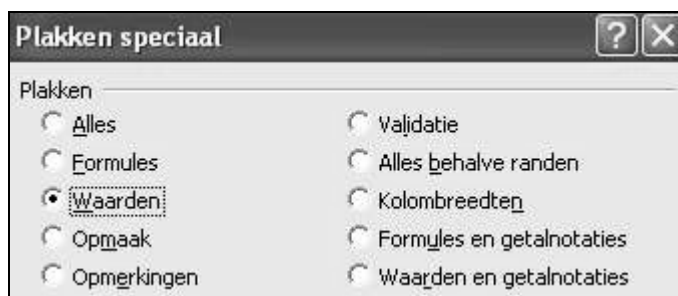 Plakken speciaal
Plakken
Alles
Formules
Waarden
Opmaak
Opmerkingen
Validatie
Alles behalve randen
Kolombreedten
Formules en getalnotaties
Waarden en getalnotaties